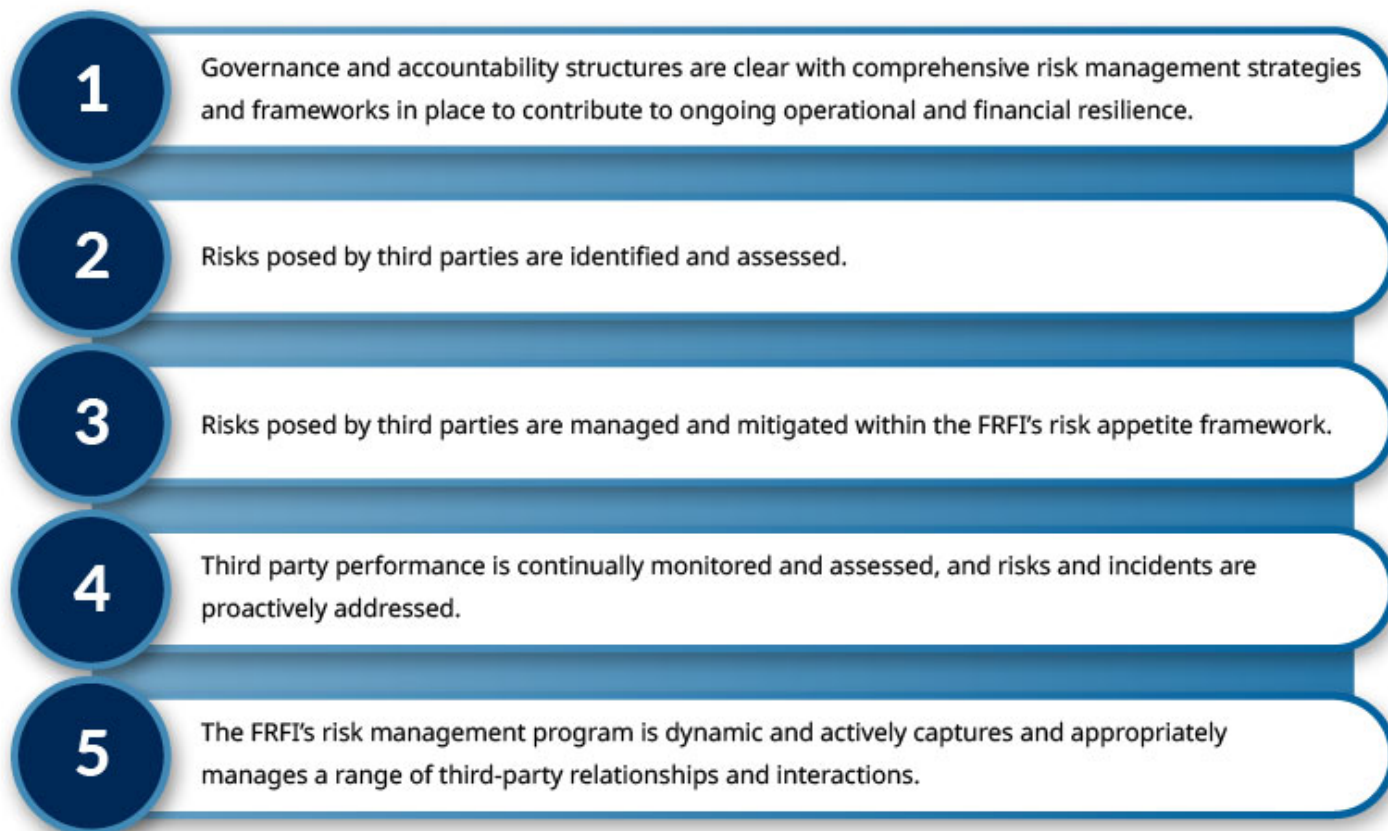 1
Governance and accountability structures are clear with comprehensive risk management strategies
and frameworks in place to contribute to ongoing operational and financial resilience.
2
Risks posed by third parties are identified and assessed.
3
Risks posed by third parties are managed and mitigated within the FRFI’s risk appetite framework.
4
Third party performance is continually monitored and assessed, and risks and incidents are
proactively addressed.
5
The FRFI’s risk management program is dynamic and actively captures and appropriately
manages a range of third-party relationships and interactions.